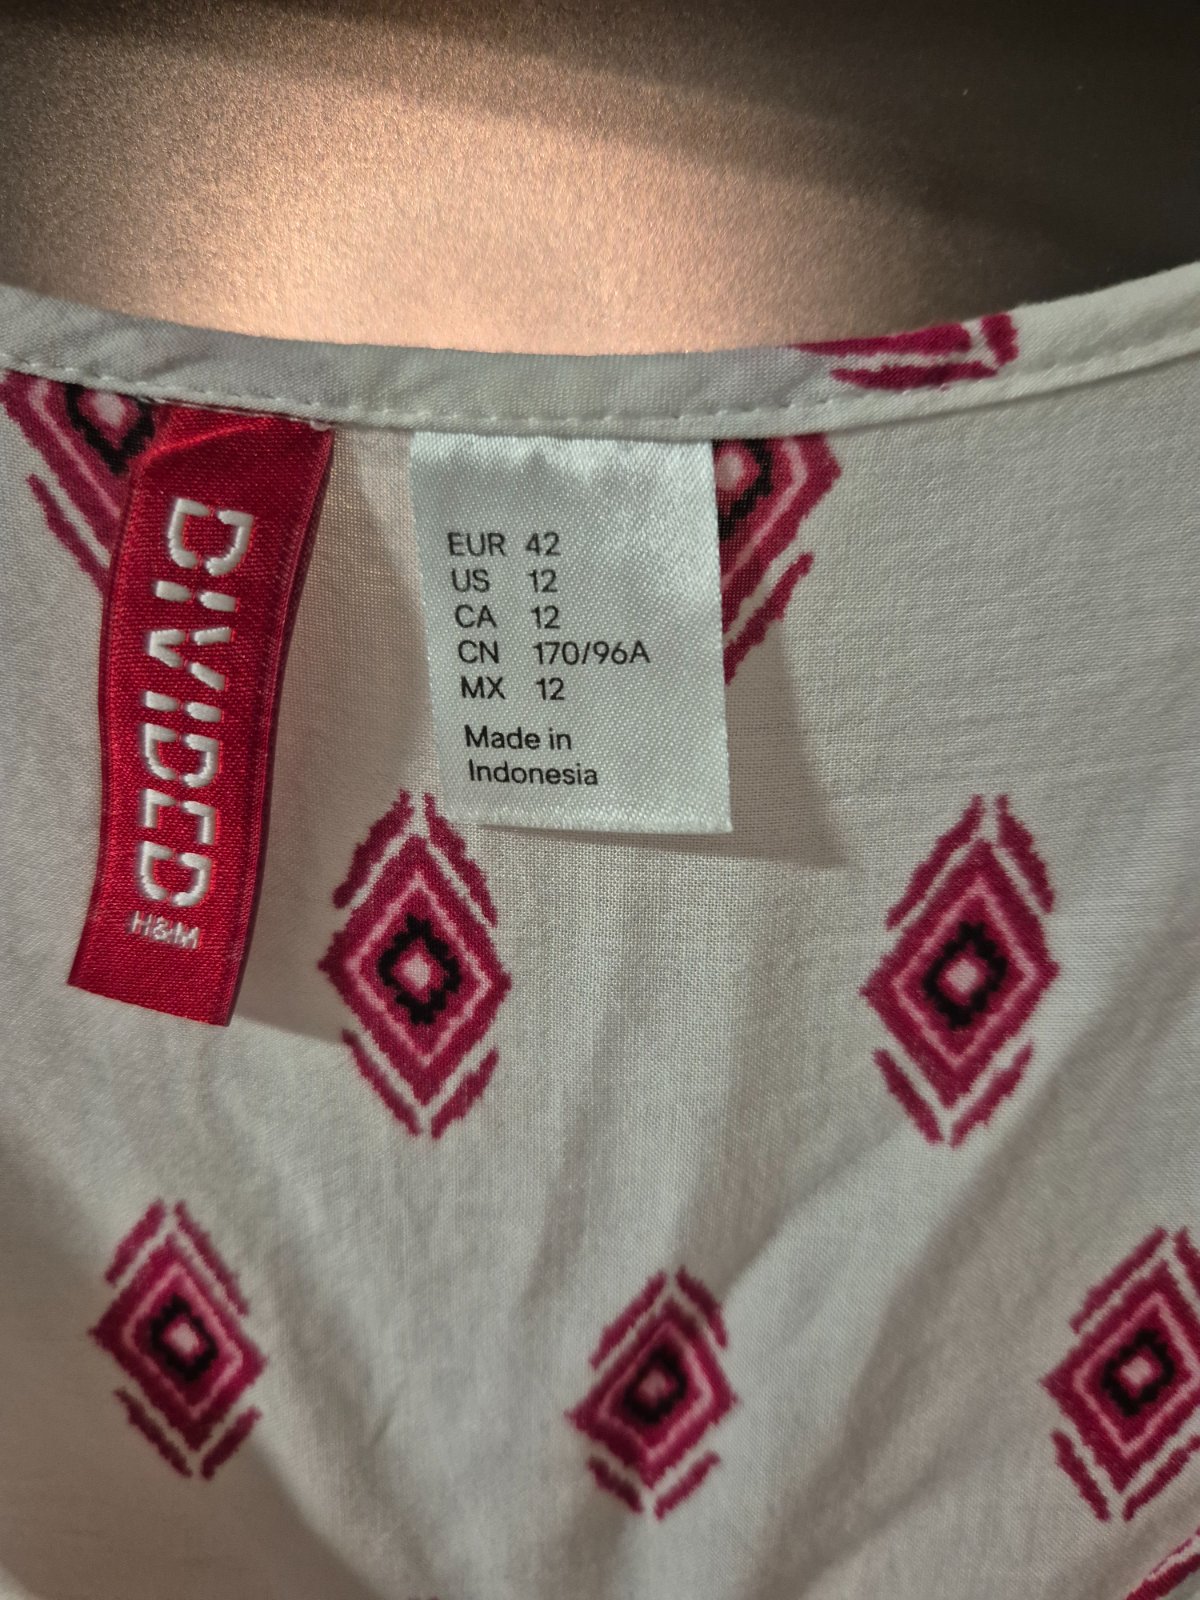 DIVIDED
H&M
EUR 42
US 12
CA 12
CN 170/96A
MX 12
Made in
Indonesia